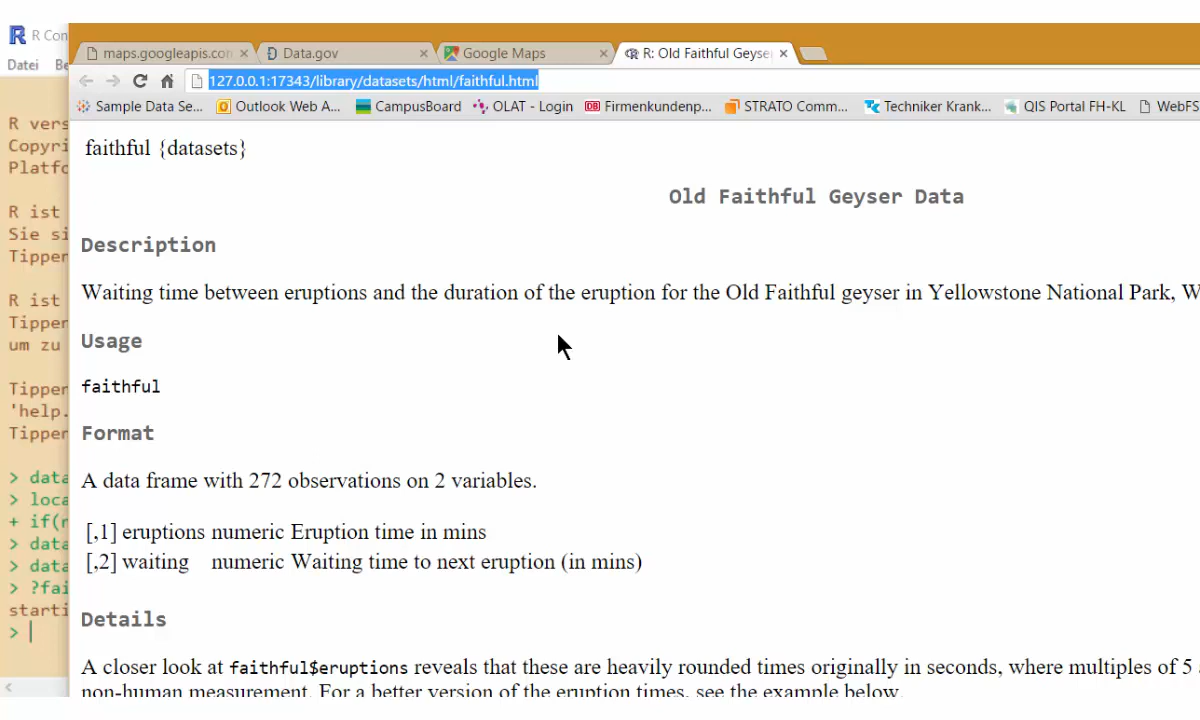 R Con
Datei Be
maps.googleapis.con
Data.gov
Google Maps
R: Old Faithful Geyse
127.0.0.1:17343/library/datasets/html/faithful.html
Sample Data Se... Outlook Web A... CampusBoard OLAT - Login Firmenkundenp... STRATO Comm... Techniker Krank... QIS Portal FH-KL WebFS
R vers
Copyri
Platfo
R ist
Sie si
Tipper
R ist
Tipper
um zu
Tipper
'help.
Tipper
> data
> loca
+ if(n
> data
> data
> ?fai
starti
>
faithful {datasets}
Old Faithful Geyser Data
Description
Waiting time between eruptions and the duration of the eruption for the Old Faithful geyser in Yellowstone National Park, W
Usage
faithful
Format
A data frame with 272 observations on 2 variables.
[,1] eruptions numeric Eruption time in mins
[,2] waiting numeric Waiting time to next eruption (in mins)
Details
A closer look at faithful$eruptions reveals that these are heavily rounded times originally in seconds, where multiples of 5
non-human measurement. For a better version of the eruption times, see the example below.